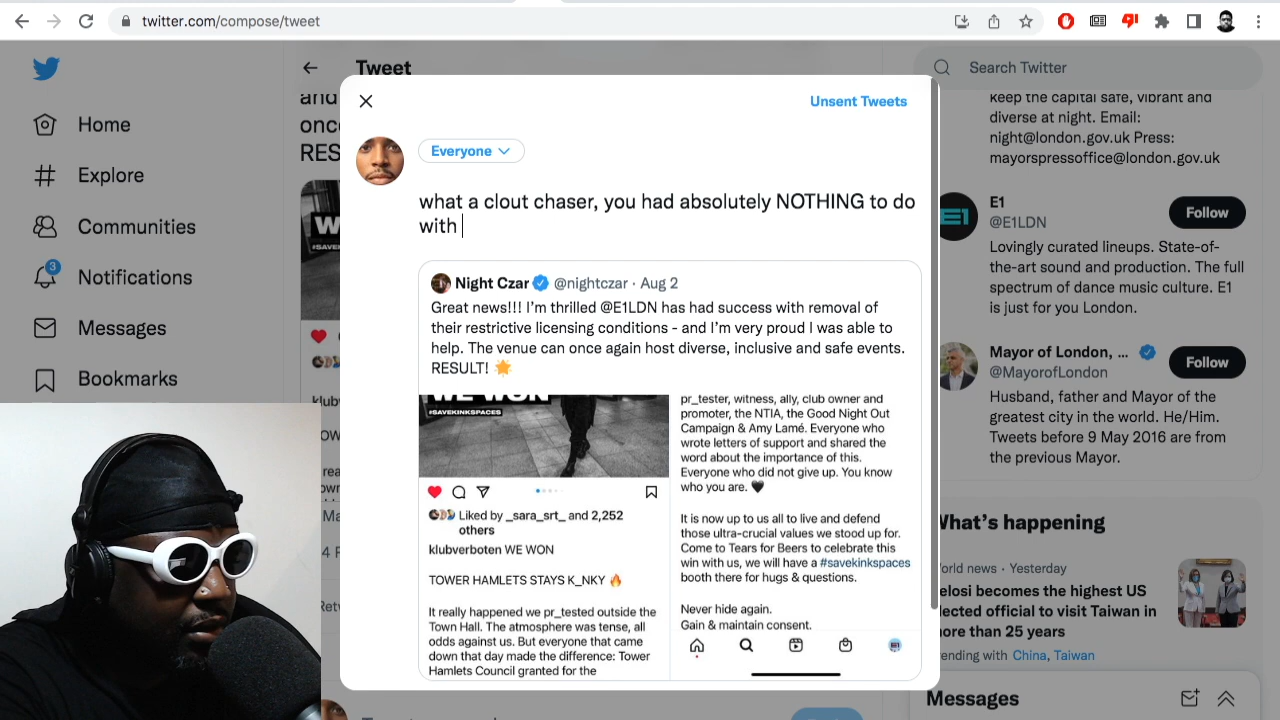 twitter.com/compose/tweet
Tweet
Search Twitter
Home
Explore
Communities
3
Notifications
Messages
Bookmarks
and
once
RES
Unsent Tweets
Everyone
what a clout chaser, you had absolutely NOTHING to do
with
Night Czar @nightczar · Aug 2
Great news!!! I'm thrilled @E1LDN has had success with removal of
their restrictive licensing conditions - and I'm very proud I was able to
help. The venue can once again host diverse, inclusive and safe events.
RESULT! 🌟
WE WON
#SAVEKINKSPACES
Liked by _sara_srt_ and 2,252
others
klubverboten WE WON
TOWER HAMLETS STAYS K_NKY 🔥
It really happened we pr_tested outside the
Town Hall. The atmosphere was tense, all
odds against us. But everyone that came
down that day made the difference: Tower
Hamlets Council granted for the
pr_tester, witness, ally, club owner and
promoter, the NTIA, the Good Night Out
Campaign & Amy Lamé. Everyone who
wrote letters of support and shared the
word about the importance of this.
Everyone who did not give up. You know
who you are. 🖤
It is now up to us all to live and defend
those ultra-crucial values we stood up for.
Come to Tears for Beers to celebrate this
win with us, we will have a #savekinkspaces
booth there for hugs & questions.
Never hide again.
Gain & maintain consent.
keep the capital safe, vibrant and
diverse at night. Email:
night@london.gov.uk Press:
mayorspressoffice@london.gov.uk
E1
@E1LDN
Follow
Lovingly curated lineups. State-of-
the-art sound and production. The full
spectrum of dance music culture. E1
is just for you London.
Mayor of London, ...
@MayorofLondon
Follow
Husband, father and Mayor of the
greatest city in the world. He/Him.
Tweets before 9 May 2016 are from
the previous Mayor.
What's happening
orld news · Yesterday
elosi becomes the highest US
lected official to visit Taiwan in
ore than 25 years
ending with China, Taiwan
Messages